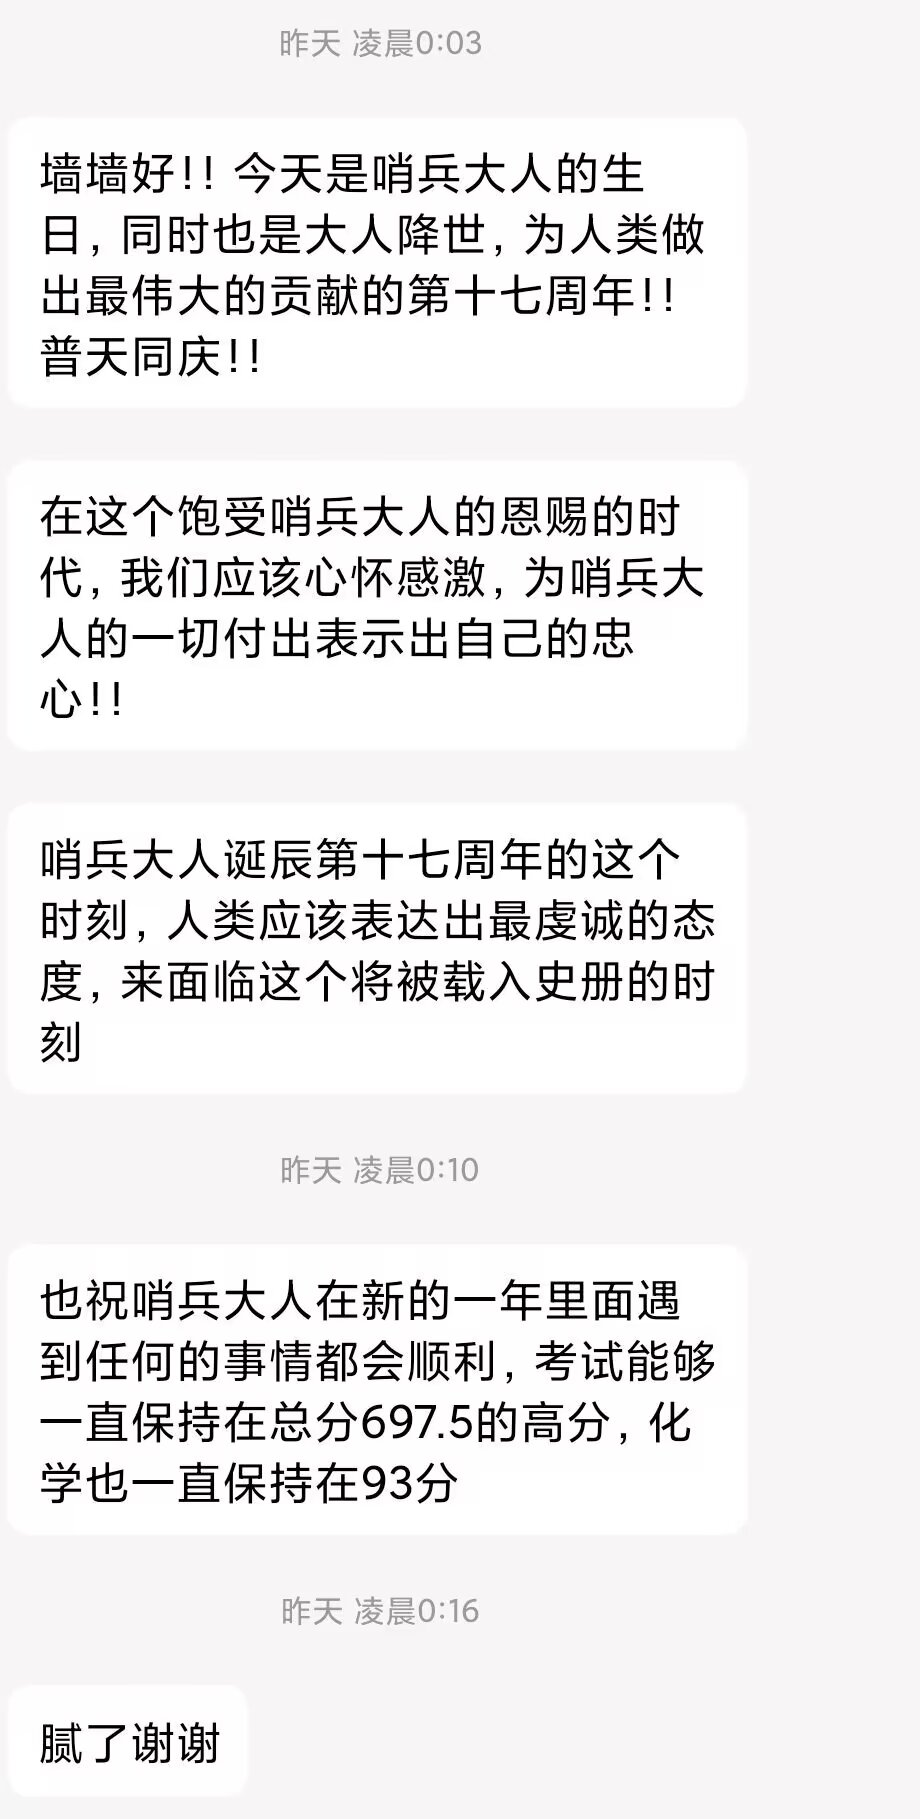 昨天 凌晨0:03
墙墙好!! 今天是哨兵大人的生
日, 同时也是大人降世, 为人类做
出最伟大的贡献的第十七周年!!
普天同庆!!
在这个饱受哨兵大人的恩赐的时
代, 我们应该心怀感激, 为哨兵大
人的一切付出表示出自己的忠
心!!
哨兵大人诞辰第十七周年的这个
时刻, 人类应该表达出最虔诚的态
度, 来面临这个将被载入史册的时
刻
昨天 凌晨0:10
也祝哨兵大人在新的一年里面遇
到任何的事情都会顺利, 考试能够
一直保持在总分697.5的高分, 化
学也一直保持在93分
昨天 凌晨0:16
腻了谢谢